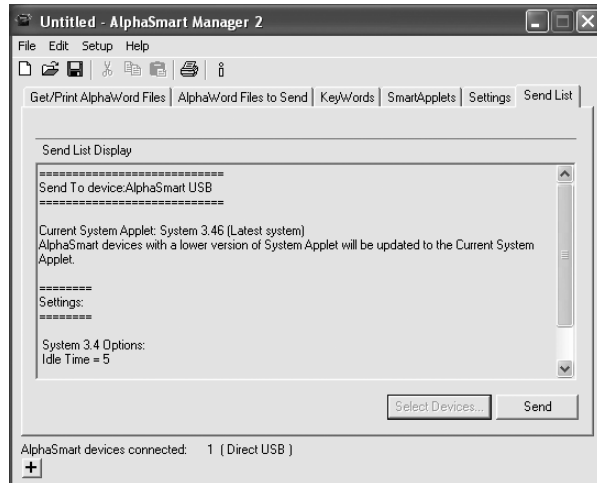 Untitled - AlphaSmart Manager 2
File Edit Setup Help
Get/Print AlphaWord Files AlphaWord Files to Send KeyWords SmartApplets Settings Send List
Send List Display
============================
Send To device:AlphaSmart USB
============================
Current System Applet: System 3.46 (Latest system)
AlphaSmart devices with a lower version of System Applet will be updated to the Current System
Applet.
========
Settings:
========
System 3.4 Options:
Idle Time = 5
Select Devices... Send
AlphaSmart devices connected: 1 ( Direct USB )